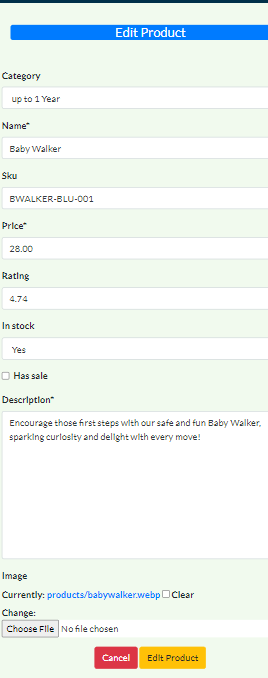 Edit Product
Category
up to 1 Year
Name*
Baby Walker
Sku
BWALKER-BLU-001
Price*
28.00
Rating
4.74
In stock
Yes
Has sale
Description*
Encourage those first steps with our safe and fun Baby Walker,
sparking curiosity and delight with every move!
Image
Currently: products/babywalker.webp Clear
Change:
Choose File No file chosen
Cancel Edit Product